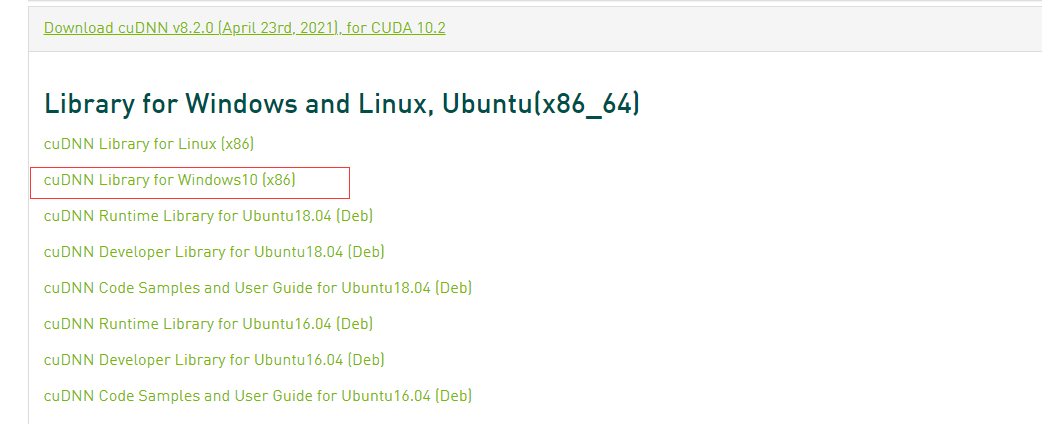 Download cuDNN v8.2.0 (April 23rd, 2021), for CUDA 10.2
Library for Windows and Linux, Ubuntu(x86_64)
cuDNN Library for Linux (x86)
cuDNN Library for Windows10 (x86)
cuDNN Runtime Library for Ubuntu18.04 (Deb)
cuDNN Developer Library for Ubuntu18.04 (Deb)
cuDNN Code Samples and User Guide for Ubuntu18.04 (Deb)
cuDNN Runtime Library for Ubuntu16.04 (Deb)
cuDNN Developer Library for Ubuntu16.04 (Deb)
cuDNN Code Samples and User Guide for Ubuntu16.04 (Deb)